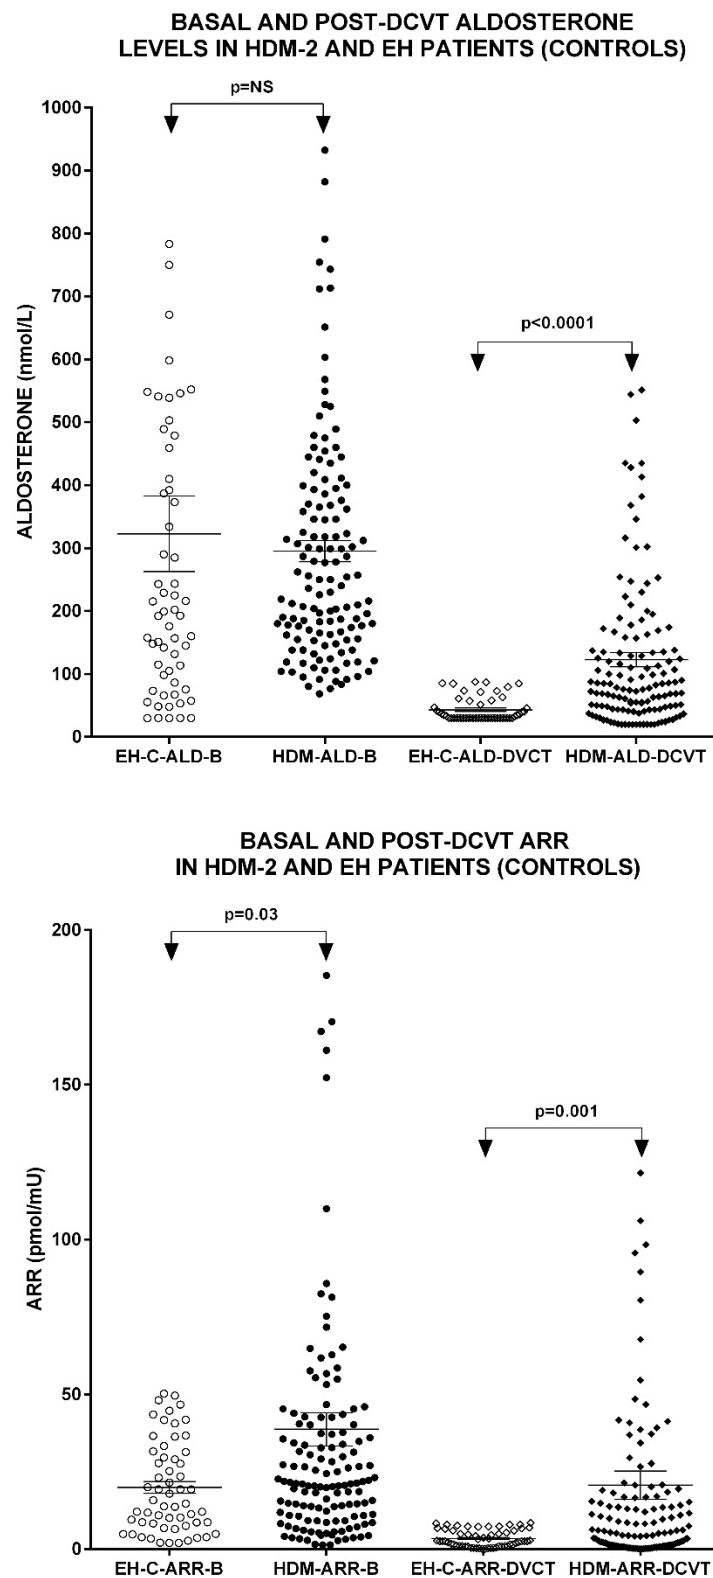 BASAL AND POST-DCVT ALDOSTERONE
LEVELS IN HDM-2 AND EH PATIENTS (CONTROLS)
p=NS
1000
900
800
700
600
500
400
300
200
100
0
ALDOSTERONE (nmol/L)
p<0.0001
EH-C-ALD-B HDM-ALD-B EH-C-ALD-DVCT HDM-ALD-DCVT
BASAL AND POST-DCVT ARR
IN HDM-2 AND EH PATIENTS (CONTROLS)
p=0.03
200
150
100
50
0
ARR (pmol/mU)
p=0.001
EH-C-ARR-B HDM-ARR-B EH-C-ARR-DVCT HDM-ARR-DCVT